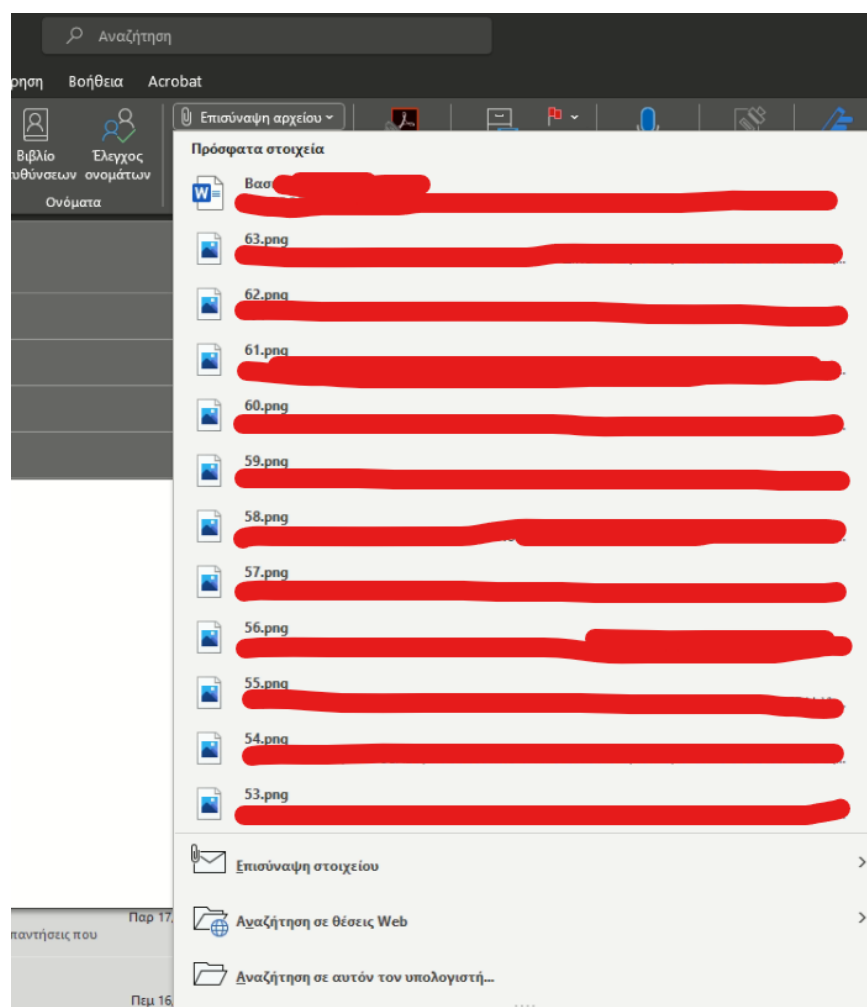 Αναζήτηση
ρηση Βοήθεια Acrobat
Επισύναψη αρχείου
Βιβλίο
υθύνσεων
Έλεγχος
ονομάτων
Ονόματα
Πρόσφατα στοιχεία
Βασ
63.png
62.png
61.png
60.png
59.png
58.png
57.png
56.png
55.png
54.png
53.png
Επισύναψη στοιχείου
Αναζήτηση σε θέσεις Web
Αναζήτηση σε αυτόν τον υπολογιστή...
Παρ 17
παντήσεις που
Πεμ 16